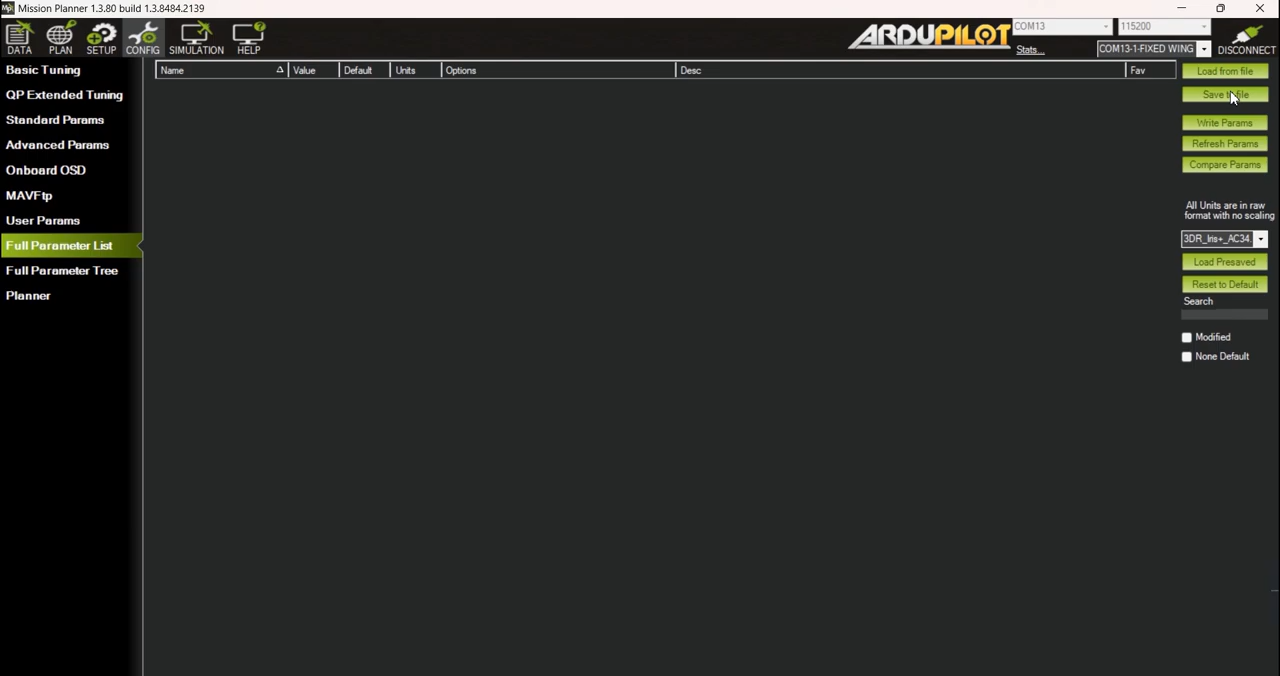 Mission Planner 1.3.80 build 1.3.8484.2139
DATA PLAN SETUP CONFIG SIMULATION HELP
ARDUPILOT
COM13 115200
Stats... COM13-1-FIXED WING DISCONNECT
Basic Tuning
QP Extended Tuning
Standard Params
Advanced Params
Onboard OSD
MAVFtp
User Params
Full Parameter List
Full Parameter Tree
Planner
Name Value Default Units Options Desc Fav
Load from file
Save to file
Write Params
Refresh Params
Compare Params
All Units are in raw
format with no scaling
3DR_Iris+_AC34.
Load Presaved
Reset to Default
Search
Modified
None Default